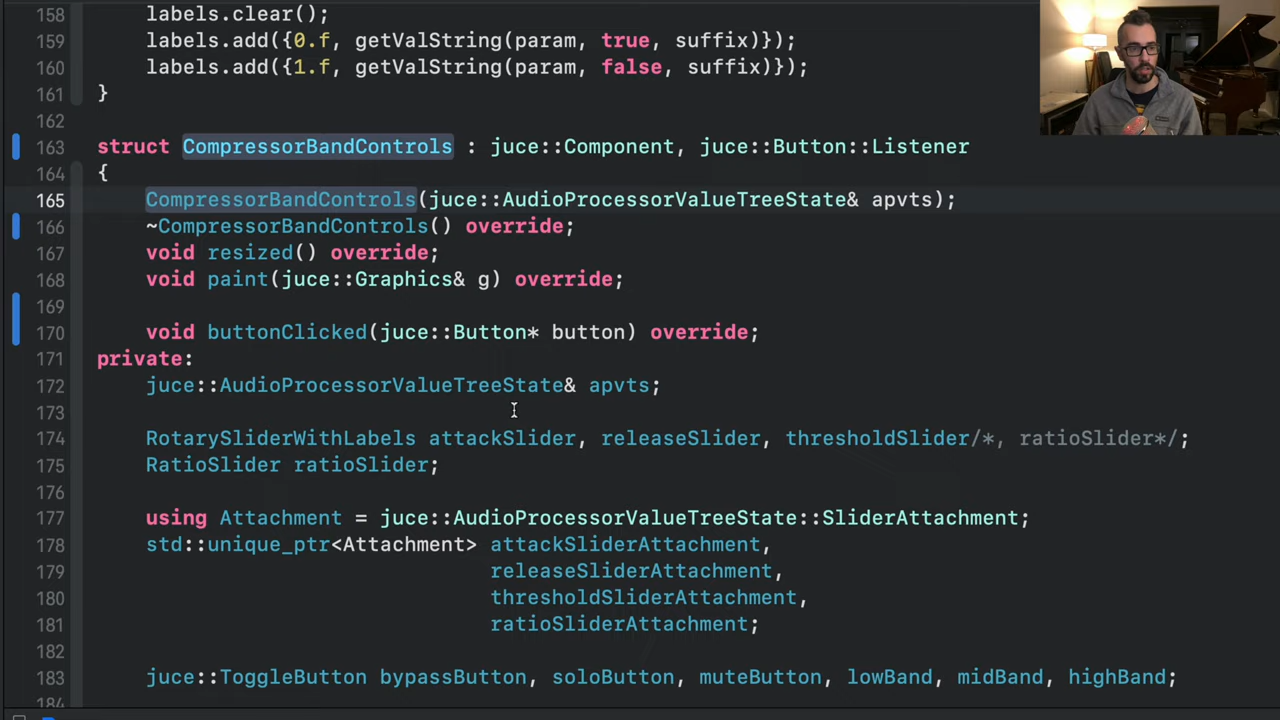 158 labels.clear();
159 labels.add({0.f, getValString(param, true, suffix)});
160 labels.add({1.f, getValString(param, false, suffix)});
161 }
162
163 struct CompressorBandControls : juce::Component, juce::Button::Listener
164 {
165 CompressorBandControls(juce::AudioProcessorValueTreeState& apvts);
166 ~CompressorBandControls() override;
167 void resized() override;
168 void paint(juce::Graphics& g) override;
169
170 void buttonClicked(juce::Button* button) override;
171 private:
172 juce::AudioProcessorValueTreeState& apvts;
173
174 RotarySliderWithLabels attackSlider, releaseSlider, thresholdSlider/*, ratioSlider*/;
175 RatioSlider ratioSlider;
176
177 using Attachment = juce::AudioProcessorValueTreeState::SliderAttachment;
178 std::unique_ptr<Attachment> attackSliderAttachment,
179 releaseSliderAttachment,
180 thresholdSliderAttachment,
181 ratioSliderAttachment;
182
183 juce::ToggleButton bypassButton, soloButton, muteButton, lowBand, midBand, highBand;
184